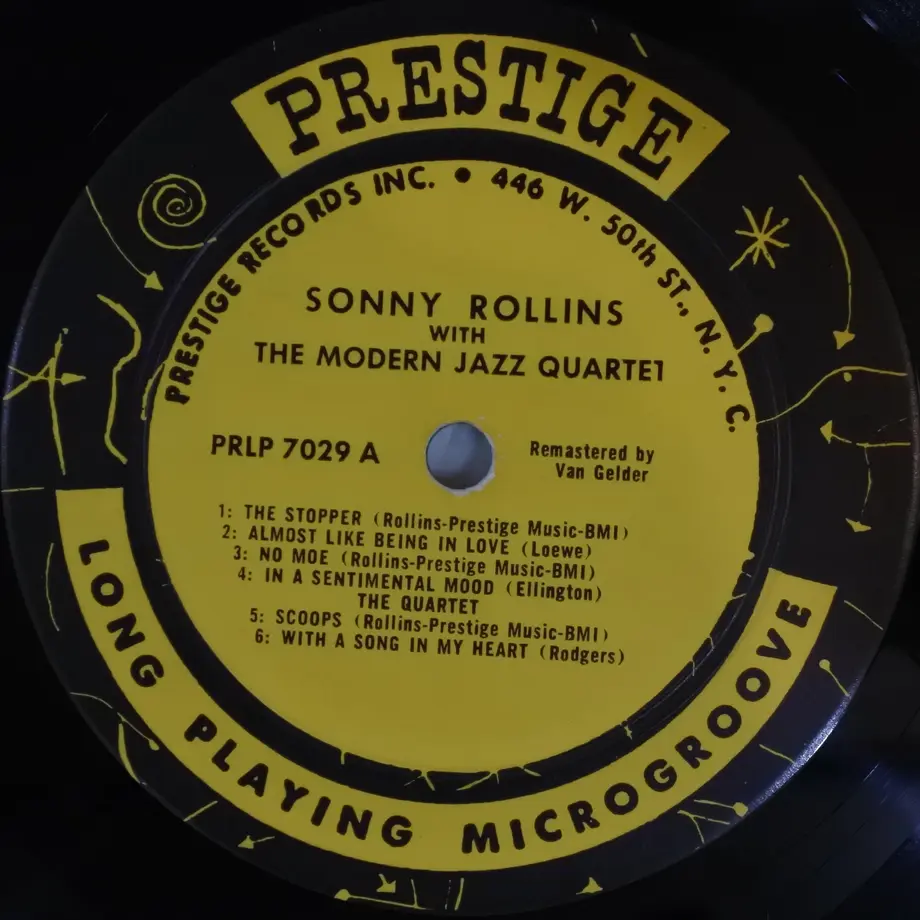 PRESTIGE
PRESTIGE RECORDS INC. • 446 W. 50th ST., N. Y. C.
SONNY ROLLINS
WITH
THE MODERN JAZZ QUARTET
PRLP 7029 A
Remastered by
Van Gelder
1: THE STOPPER (Rollins-Prestige Music-BMI)
2: ALMOST LIKE BEING IN LOVE (Loewe)
3: NO MOE (Rollins-Prestige Music-BMI)
4: IN A SENTIMENTAL MOOD (Ellington)
THE QUARTET
5: SCOOPS (Rollins-Prestige Music-BMI)
6: WITH A SONG IN MY HEART (Rodgers)
LONG PLAYING MICROGROOVE